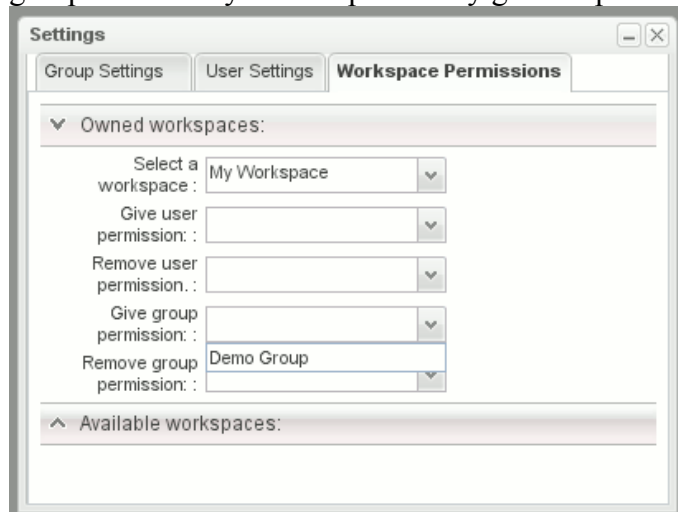 Settings
Group Settings User Settings Workspace Permissions
Owned workspaces:
Select a
workspace :
My Workspace
Give user
permission: :
Remove user
permission. :
Give group
permission: :
Demo Group
Remove group
permission: :
Available workspaces: